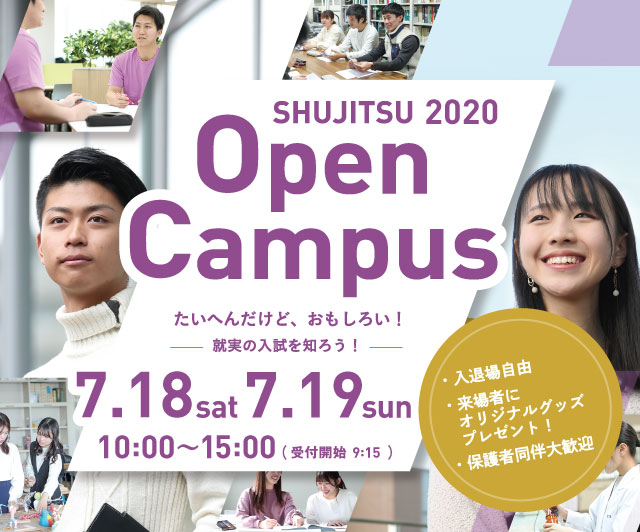 SHUJITSU 2020
Open
Campus
たいへんだけど、おもしろい！
就実の入試を知ろう！
7.18sat 7.19sun
10:00〜15:00 ( 受付開始 9:15 )
・入退場自由
・来場者に
オリジナルグッズ
プレゼント！
・保護者同伴大歓迎